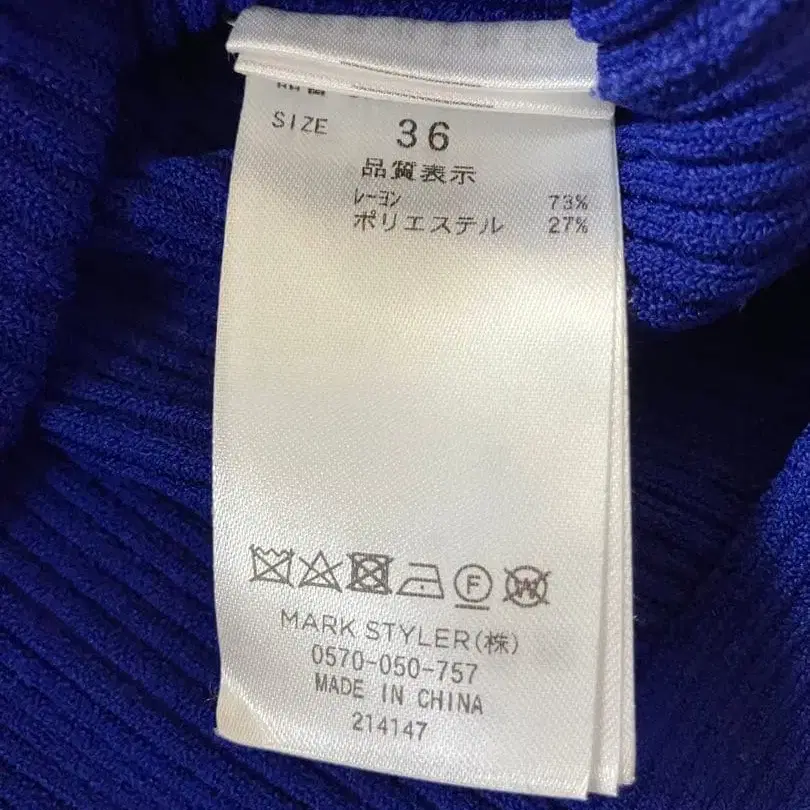 SIZE 36
品質表示
レーヨン 73%
ポリエステル 27%
F W
MARK STYLER(株)
0570-050-757
MADE IN CHINA
214147